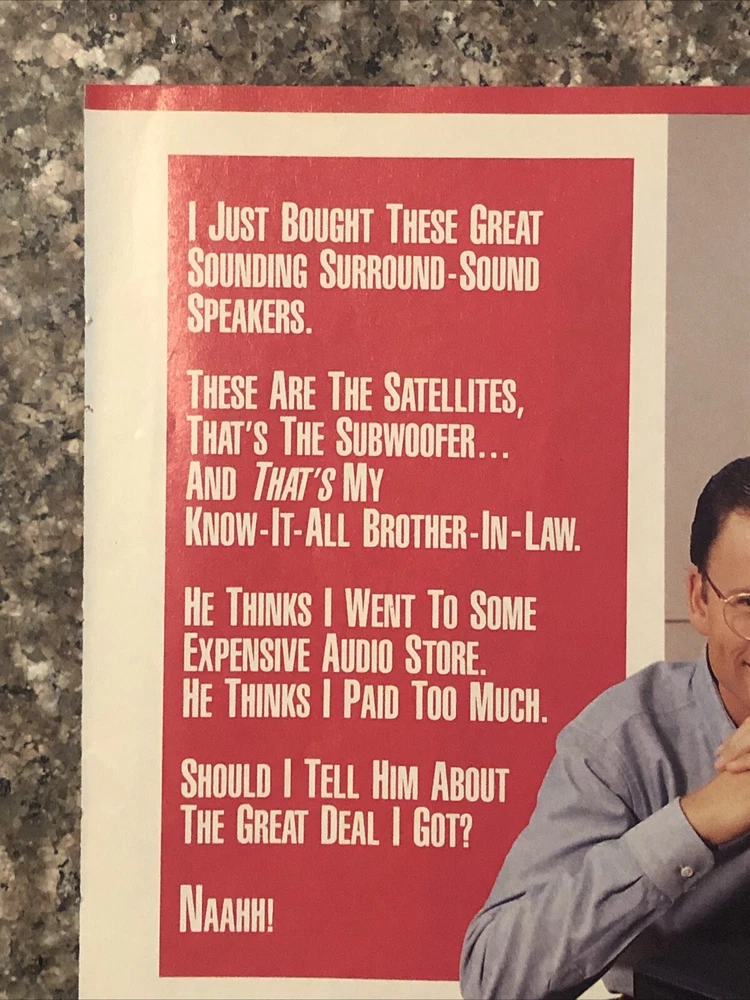 I Just Bought These Great
Sounding Surround-Sound
Speakers.
These Are The Satellites,
That's The Subwoofer...
And That's My
Know-It-All Brother-In-Law.
He Thinks I Went To Some
Expensive Audio Store.
He Thinks I Paid Too Much.
Should I Tell Him About
The Great Deal I Got?
Naahh!